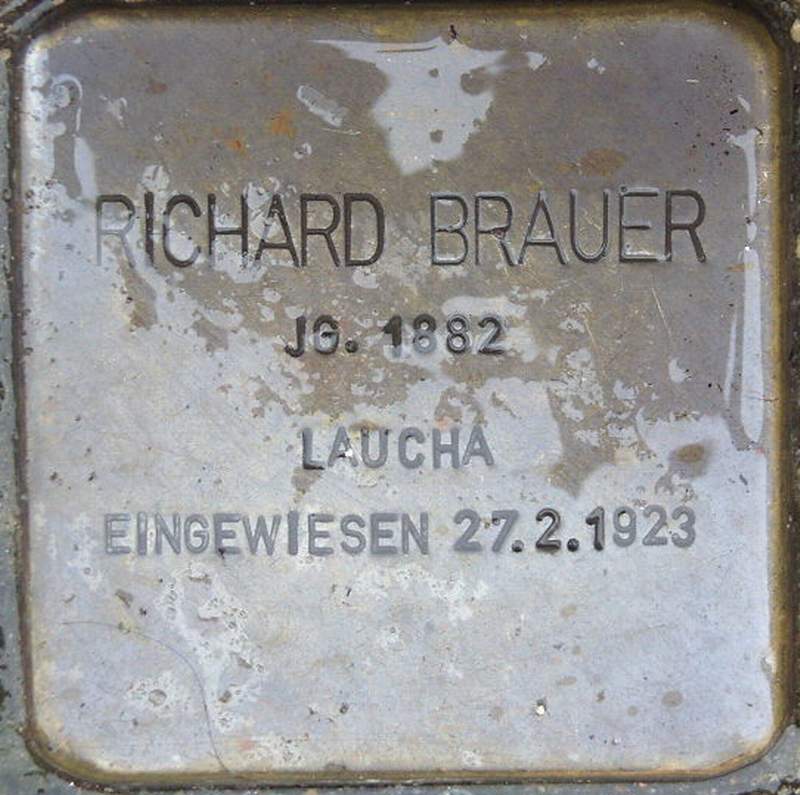 RICHARD BRAUER
JG. 1882
LAUCHA
EINGEWIESEN 27.2.1923